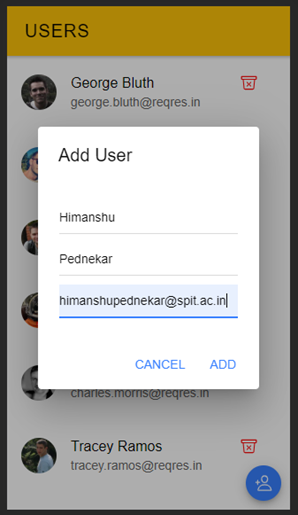 USERS
George Bluth
george.bluth@reqres.in
Add User
Himanshu
Pednekar
himanshupednekar@spit.ac.in
CANCEL ADD
charles.morris@reqres.in
Tracey Ramos
tracey.ramos@reqres.in